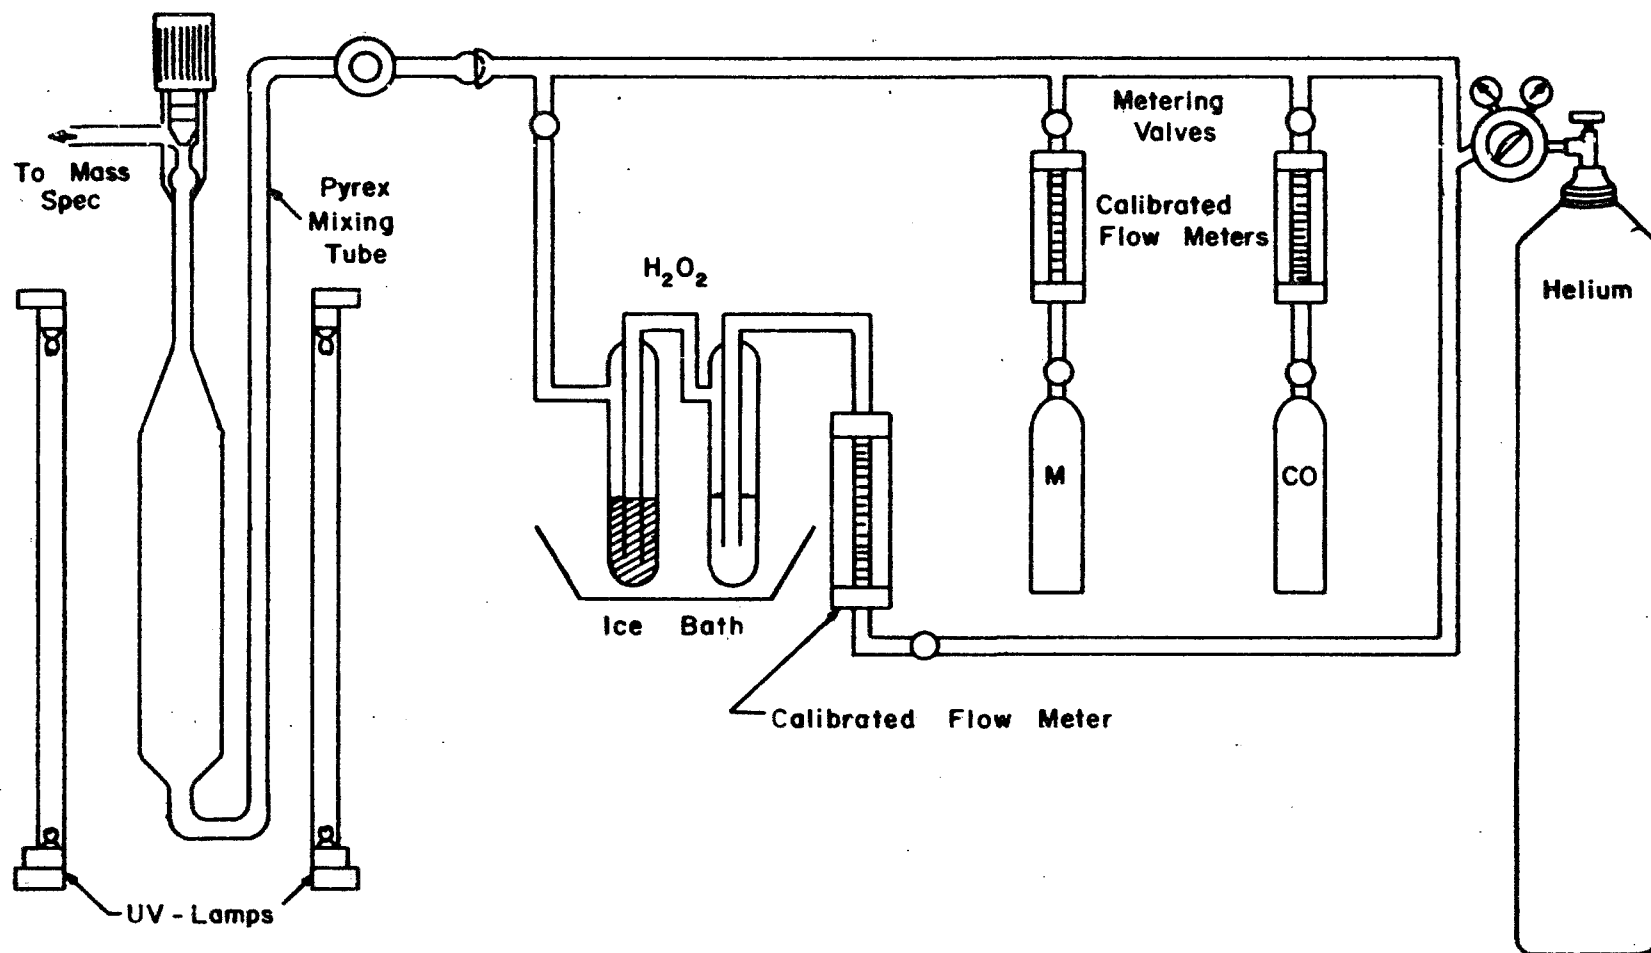 To Mass
Spec
Pyrex
Mixing
Tube
H₂O₂
Metering
Valves
Calibrated
Flow Meters
Helium
M
CO
Ice Bath
Calibrated Flow Meter
UV - Lamps